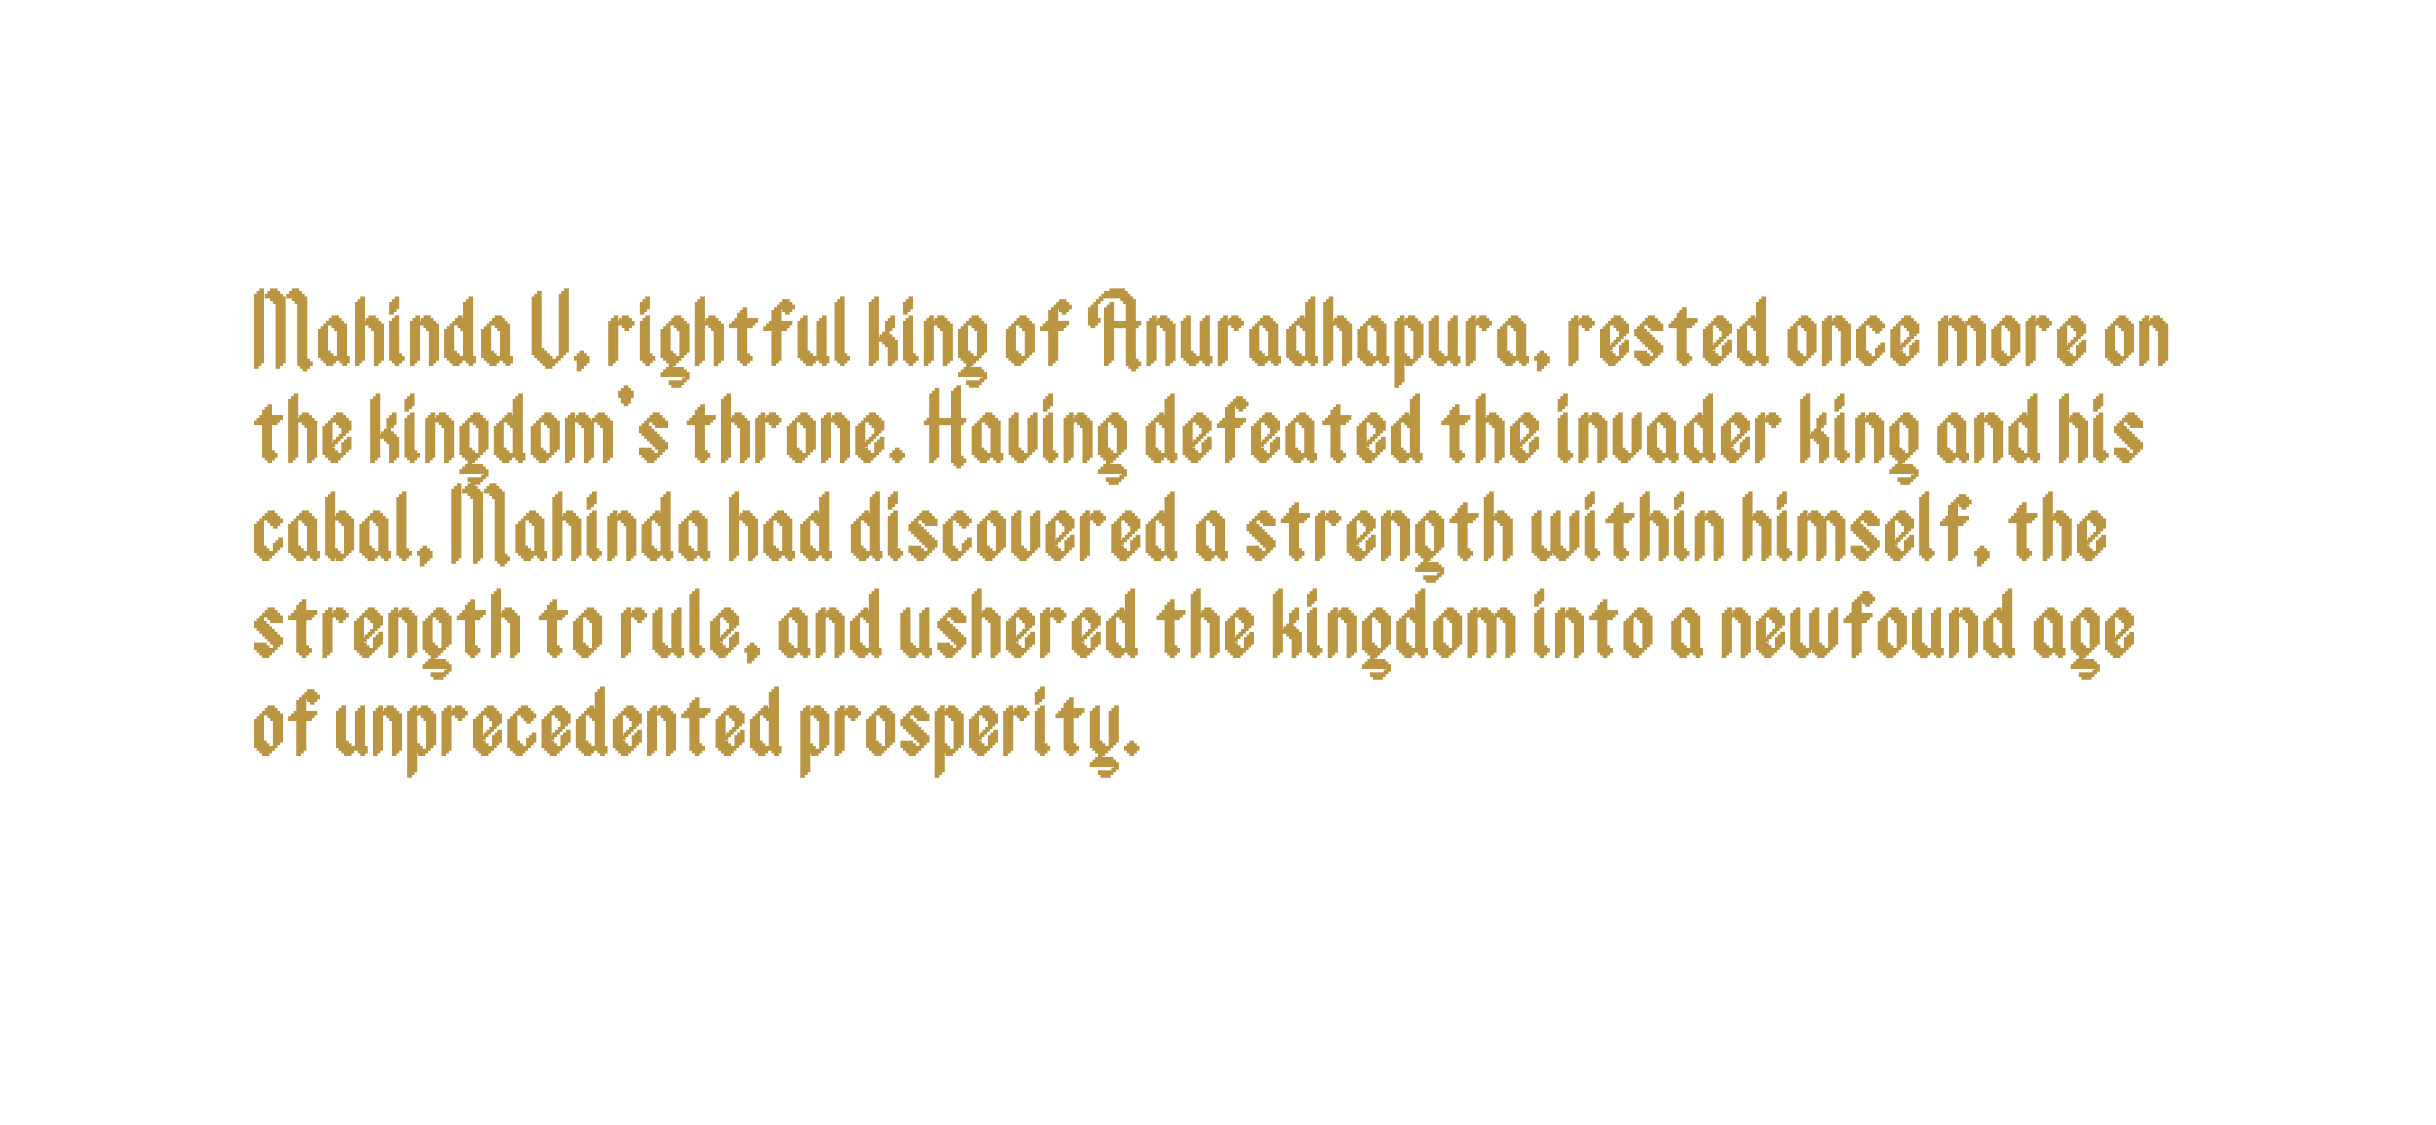 Mahinda V, rightful king of Anuradhapura, rested once more on
the kingdom's throne. Having defeated the invader king and his
cabal, Mahinda had discovered a strength within himself, the
strength to rule, and ushered the kingdom into a newfound age
of unprecedented prosperity.